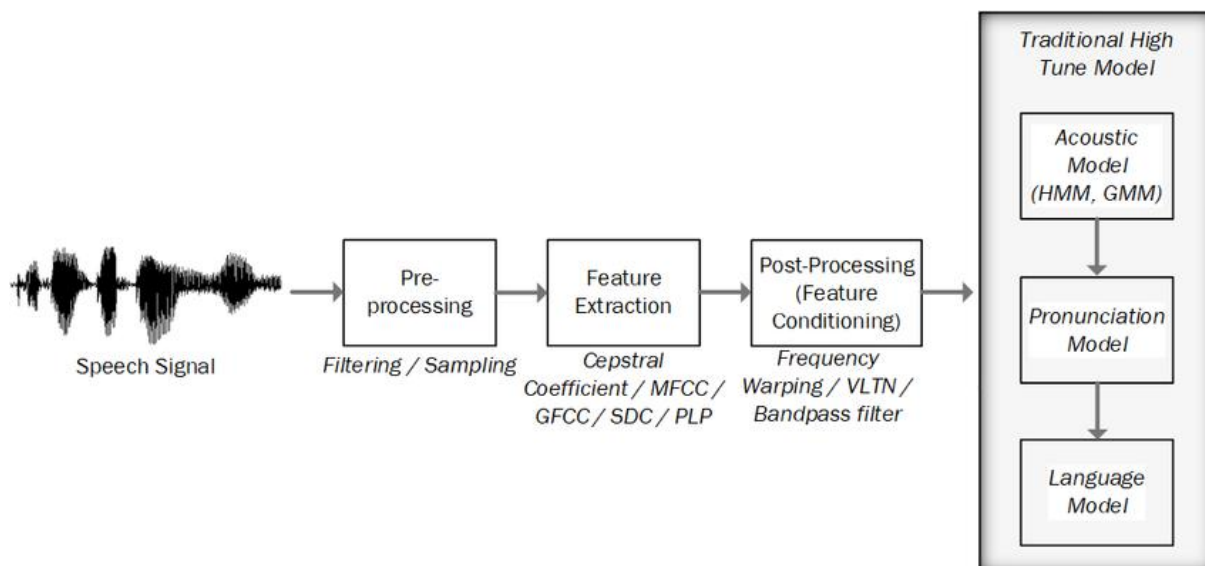 Speech Signal
Pre-
processing
Filtering / Sampling
Feature
Extraction
Cepstral
Coefficient / MFCC /
GFCC / SDC / PLP
Post-Processing
(Feature
Conditioning)
Frequency
Warping / VLTN /
Bandpass filter
Traditional High
Tune Model
Acoustic
Model
(HMM, GMM)
Pronunciation
Model
Language
Model